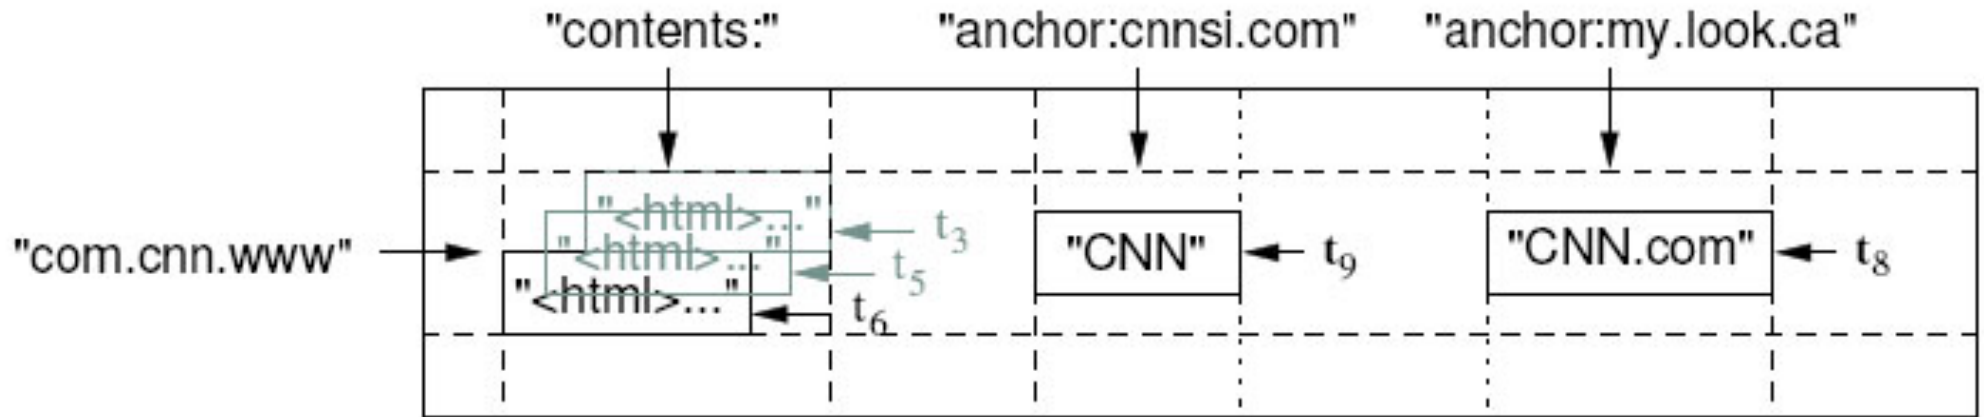 "contents:" "anchor:cnnsi.com" "anchor:my.look.ca"
"<html>..." t3
"com.cnn.www" "<html>..." t5 "CNN" t9 "CNN.com" t8
"<html>..." t6